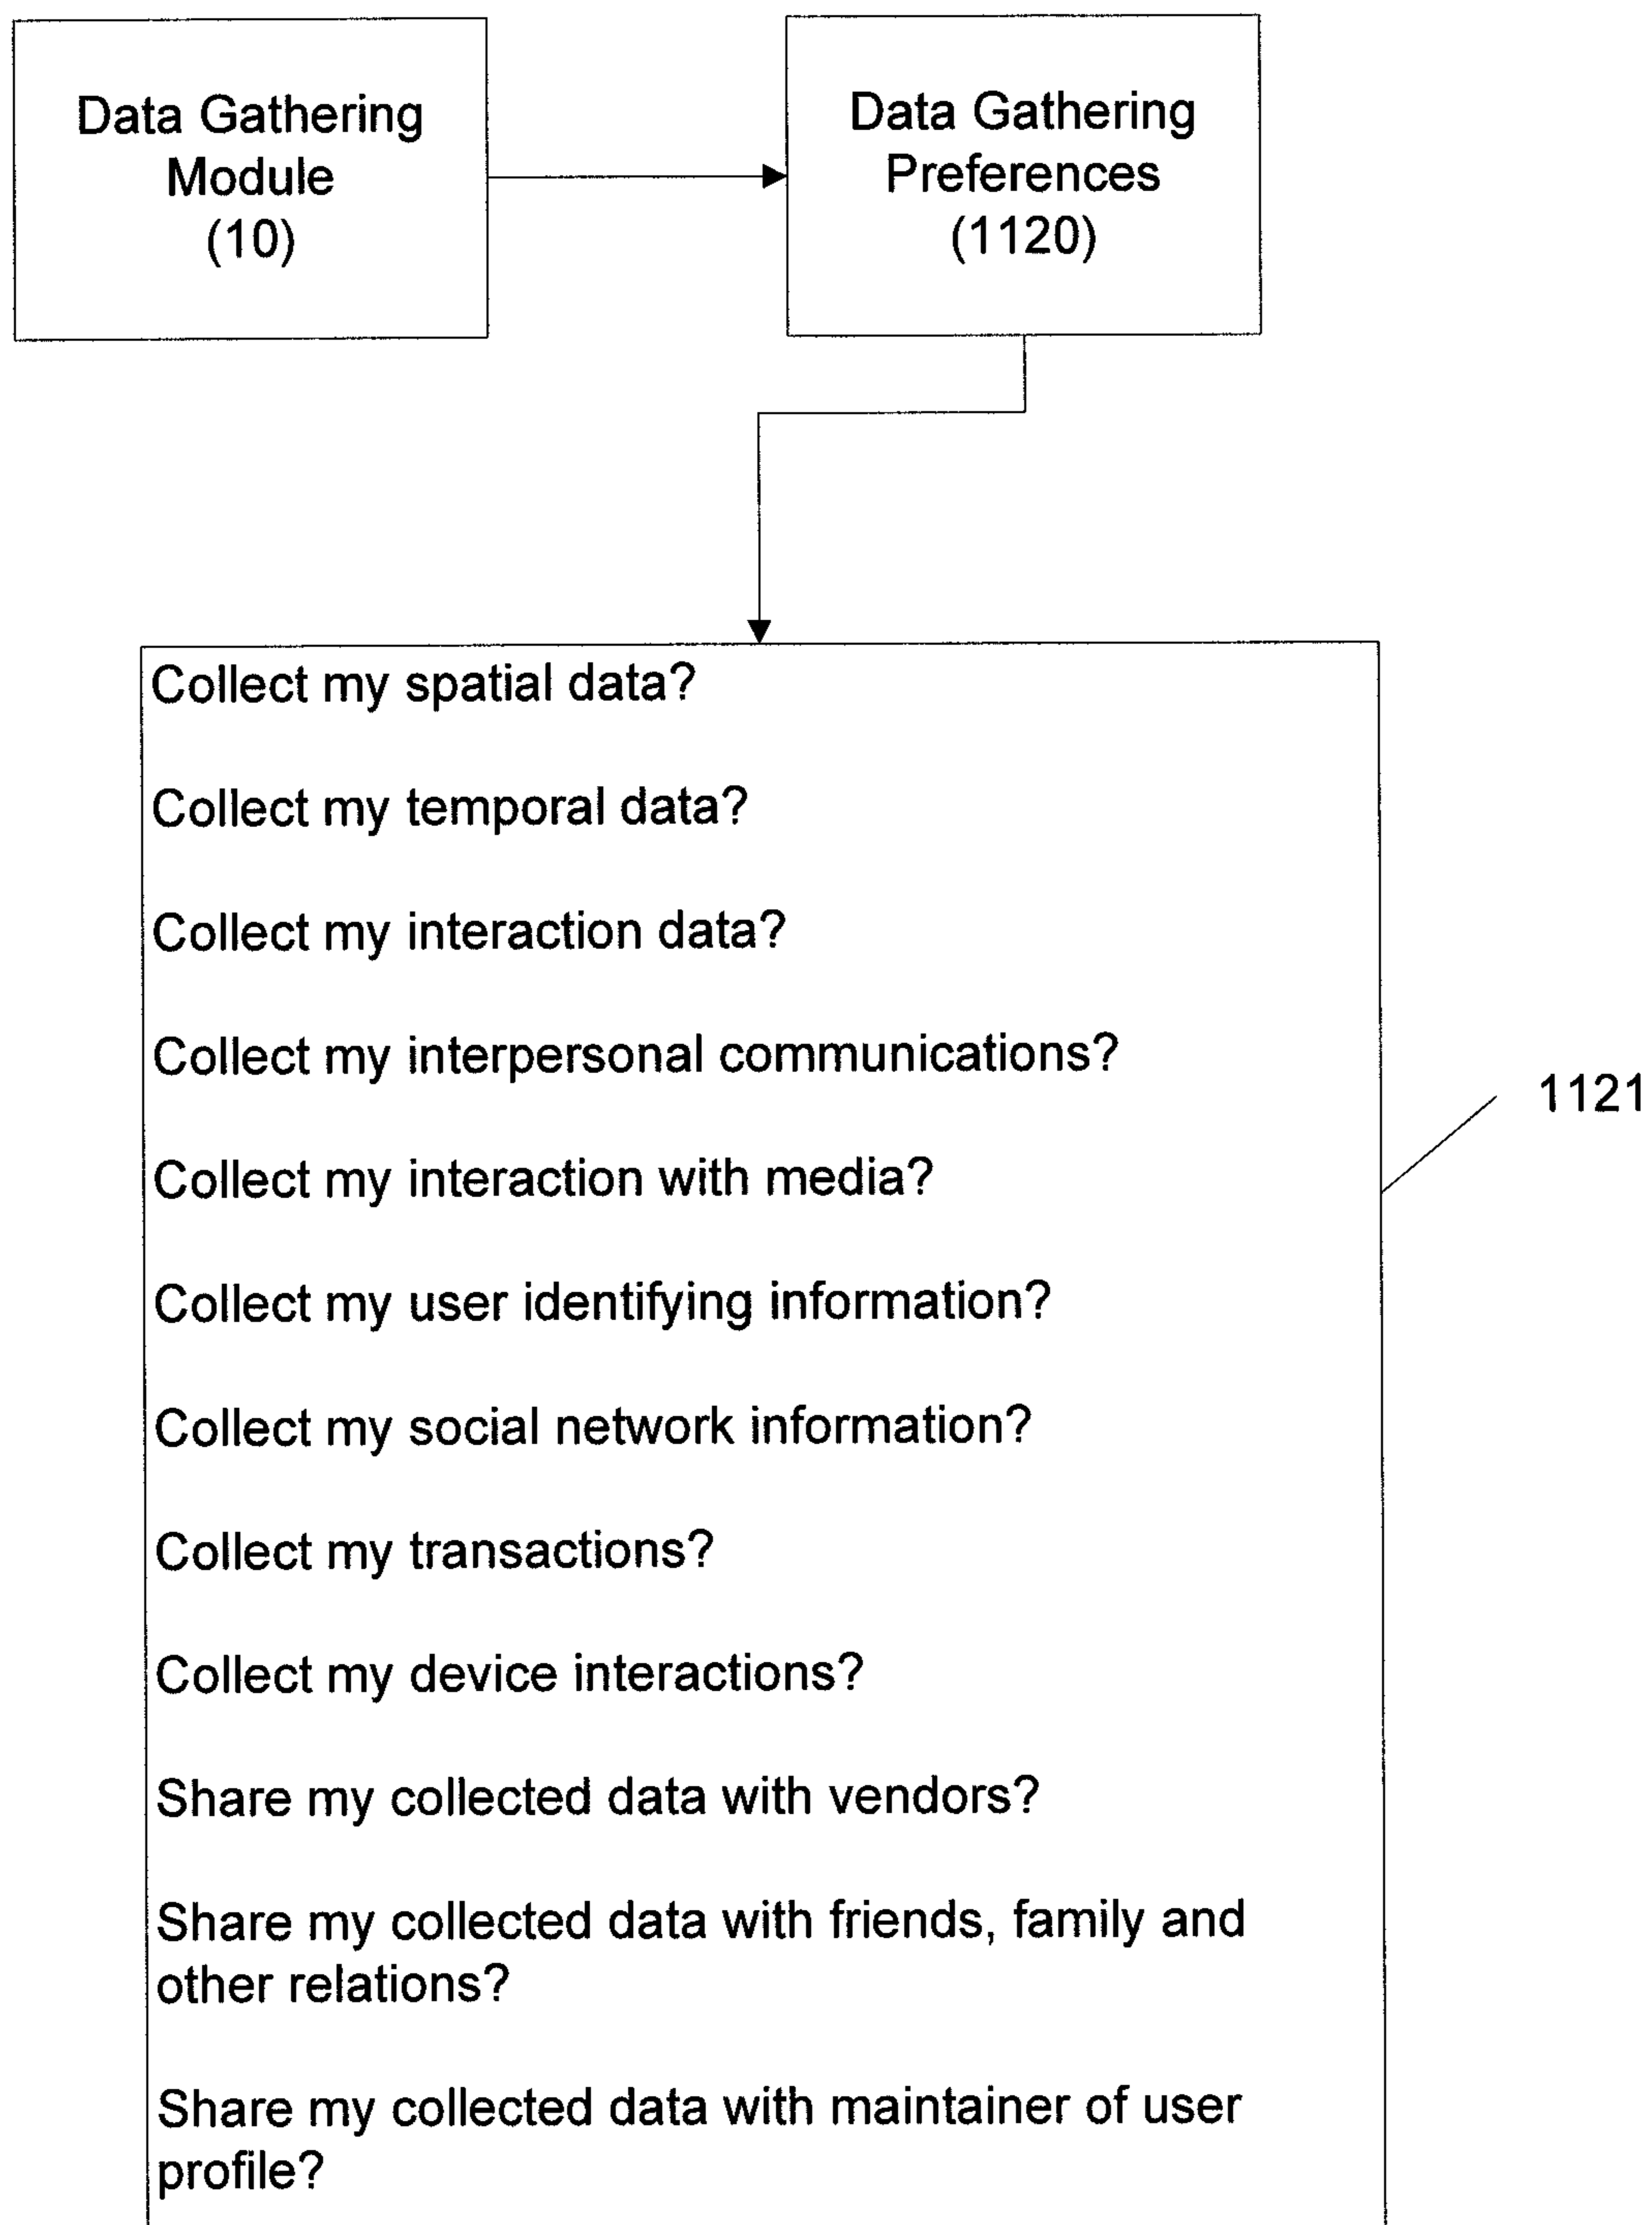 Data Gathering
Module
(10)
Data Gathering
Preferences
(1120)
Collect my spatial data?
Collect my temporal data?
Collect my interaction data?
Collect my interpersonal communications?
Collect my interaction with media?
Collect my user identifying information?
Collect my social network information?
Collect my transactions?
Collect my device interactions?
Share my collected data with vendors?
Share my collected data with friends, family and
other relations?
Share my collected data with maintainer of user
profile?
1121